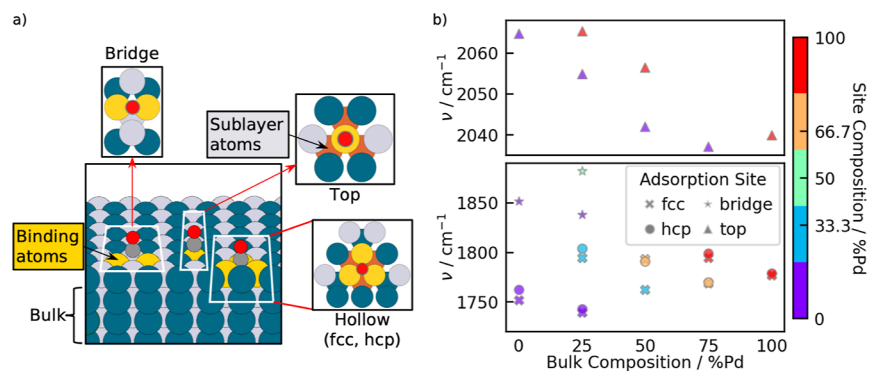 a)
Bridge
Sublayer
atoms
Top
Binding
atoms
Bulk
Hollow
(fcc, hcp)
b)
ν / cm⁻¹
2060
2050
2040
ν / cm⁻¹
1850
1800
1750
Adsorption Site
fcc
bridge
hcp
top
0
25
50
75
100
Bulk Composition / %Pd
100
66.7
50
33.3
0
Site Composition / %Pd